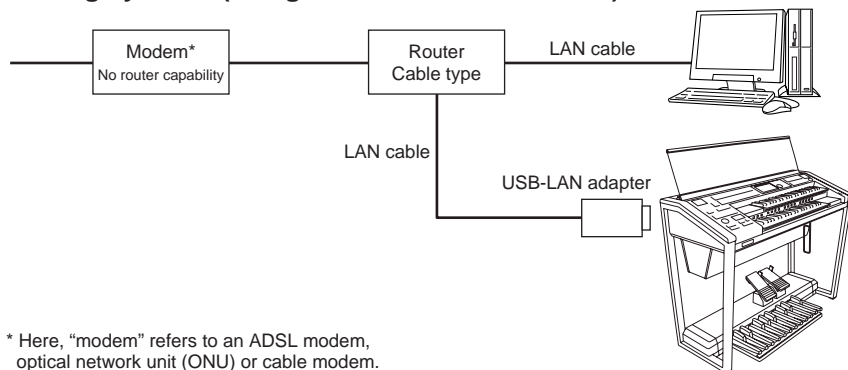 Modem*
No router capability
Router
Cable type
LAN cable
LAN cable
USB-LAN adapter
* Here, “modem” refers to an ADSL modem,
optical network unit (ONU) or cable modem.